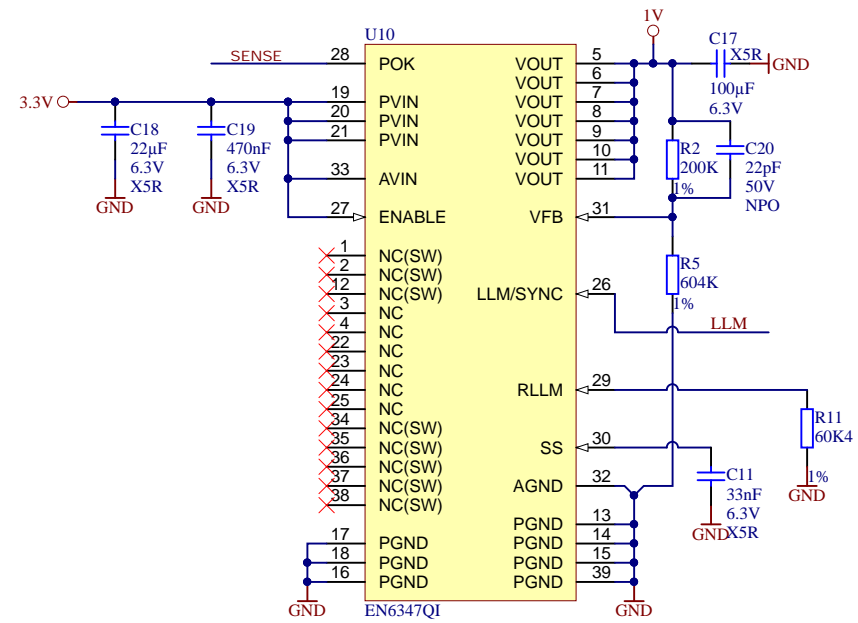 U10
1V
SENSE
28
POK
VOUT
5
C17
X5R
GND
100µF
6.3V
VOUT
6
3.3V
19
PVIN
VOUT
7
20
PVIN
VOUT
8
21
PVIN
VOUT
9
VOUT
10
33
AVIN
VOUT
11
C18
22µF
6.3V
X5R
GND
C19
470nF
6.3V
X5R
GND
R2
200K
1%
C20
22pF
50V
NPO
27
ENABLE
VFB
31
R5
604K
1%
1
NC(SW)
2
NC(SW)
12
NC(SW)
LLM/SYNC
26
LLM
3
NC
4
NC
22
NC
23
NC
24
NC
RLLM
29
25
NC
R11
60K4
1%
GND
34
NC(SW)
35
NC(SW)
SS
30
36
NC(SW)
C11
33nF
6.3V
X5R
GND
37
NC(SW)
AGND
32
38
NC(SW)
PGND
13
17
PGND
PGND
14
18
PGND
PGND
15
16
PGND
PGND
39
GND
EN6347QI
GND